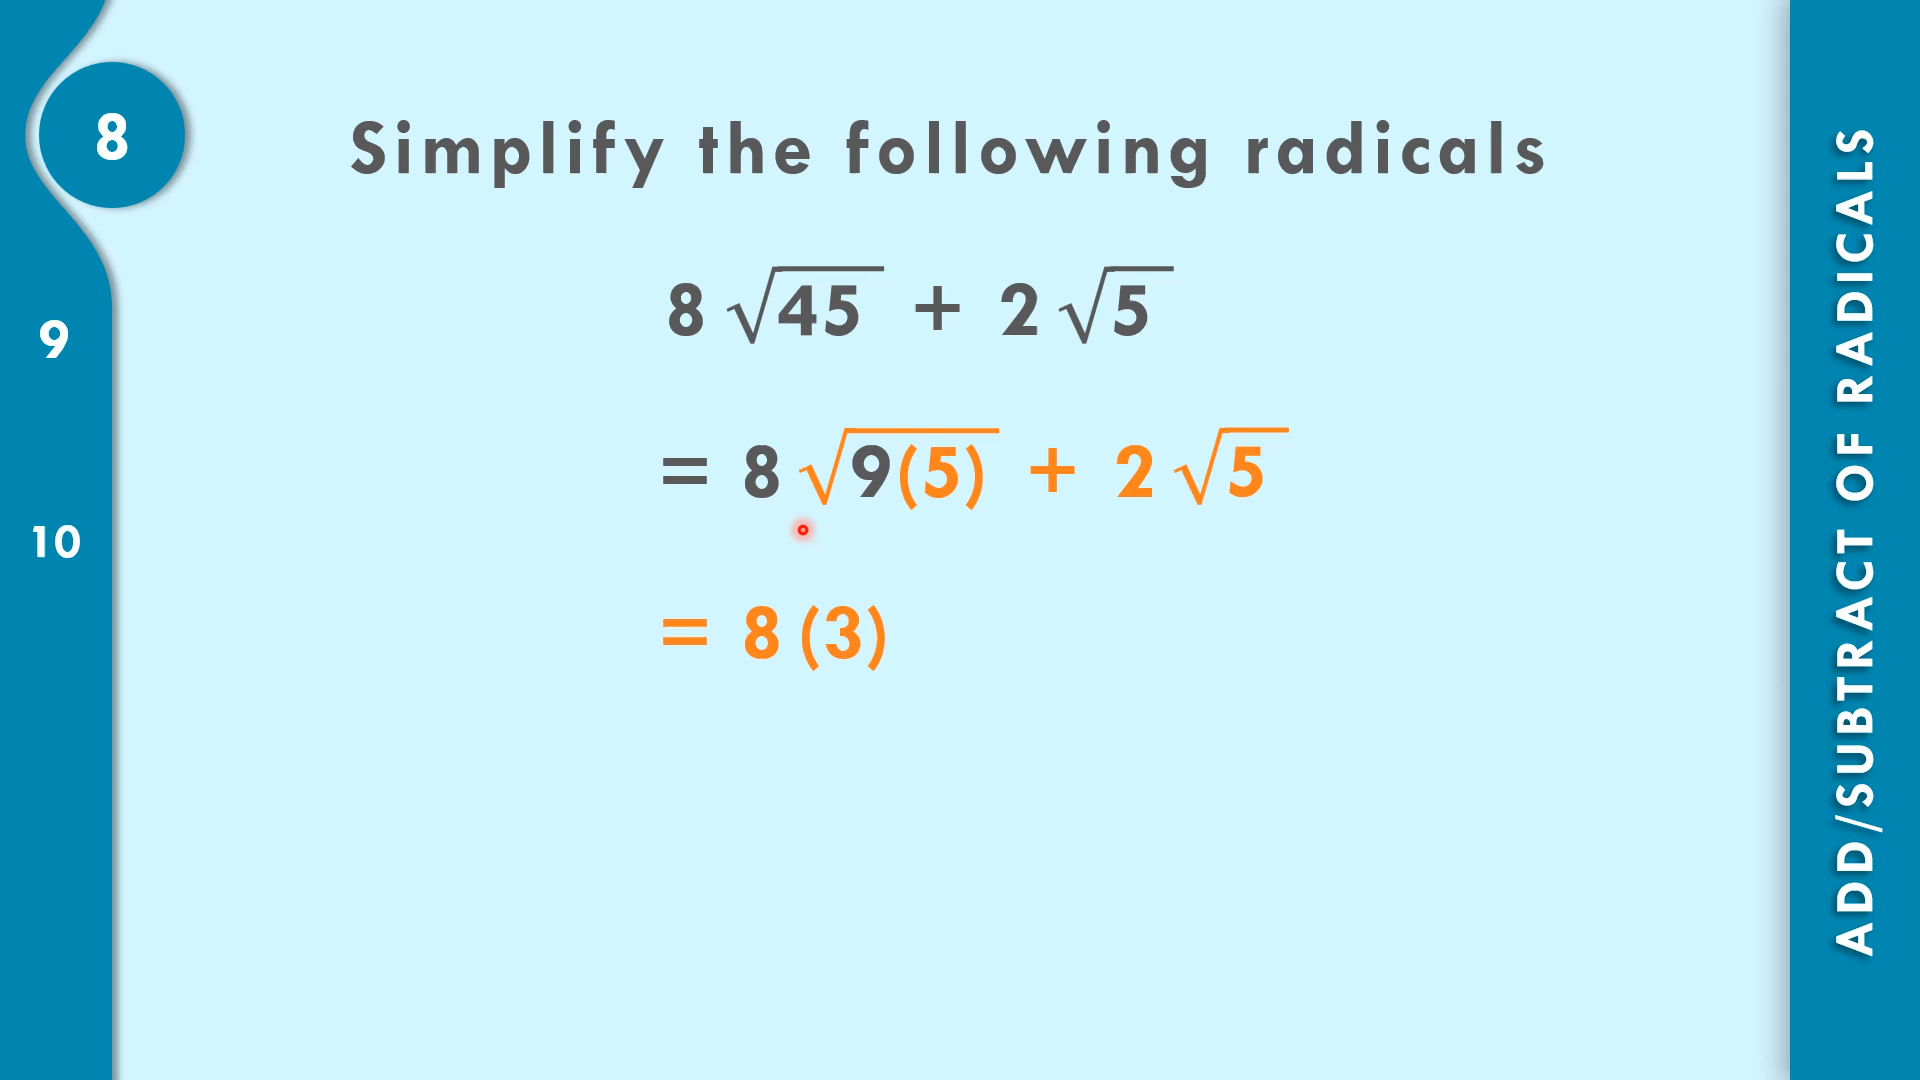 8
9
10
Simplify the following radicals
8 √45 + 2 √5
= 8 √9(5) + 2 √5
= 8 (3)
ADD/SUBTRACT OF RADICALS